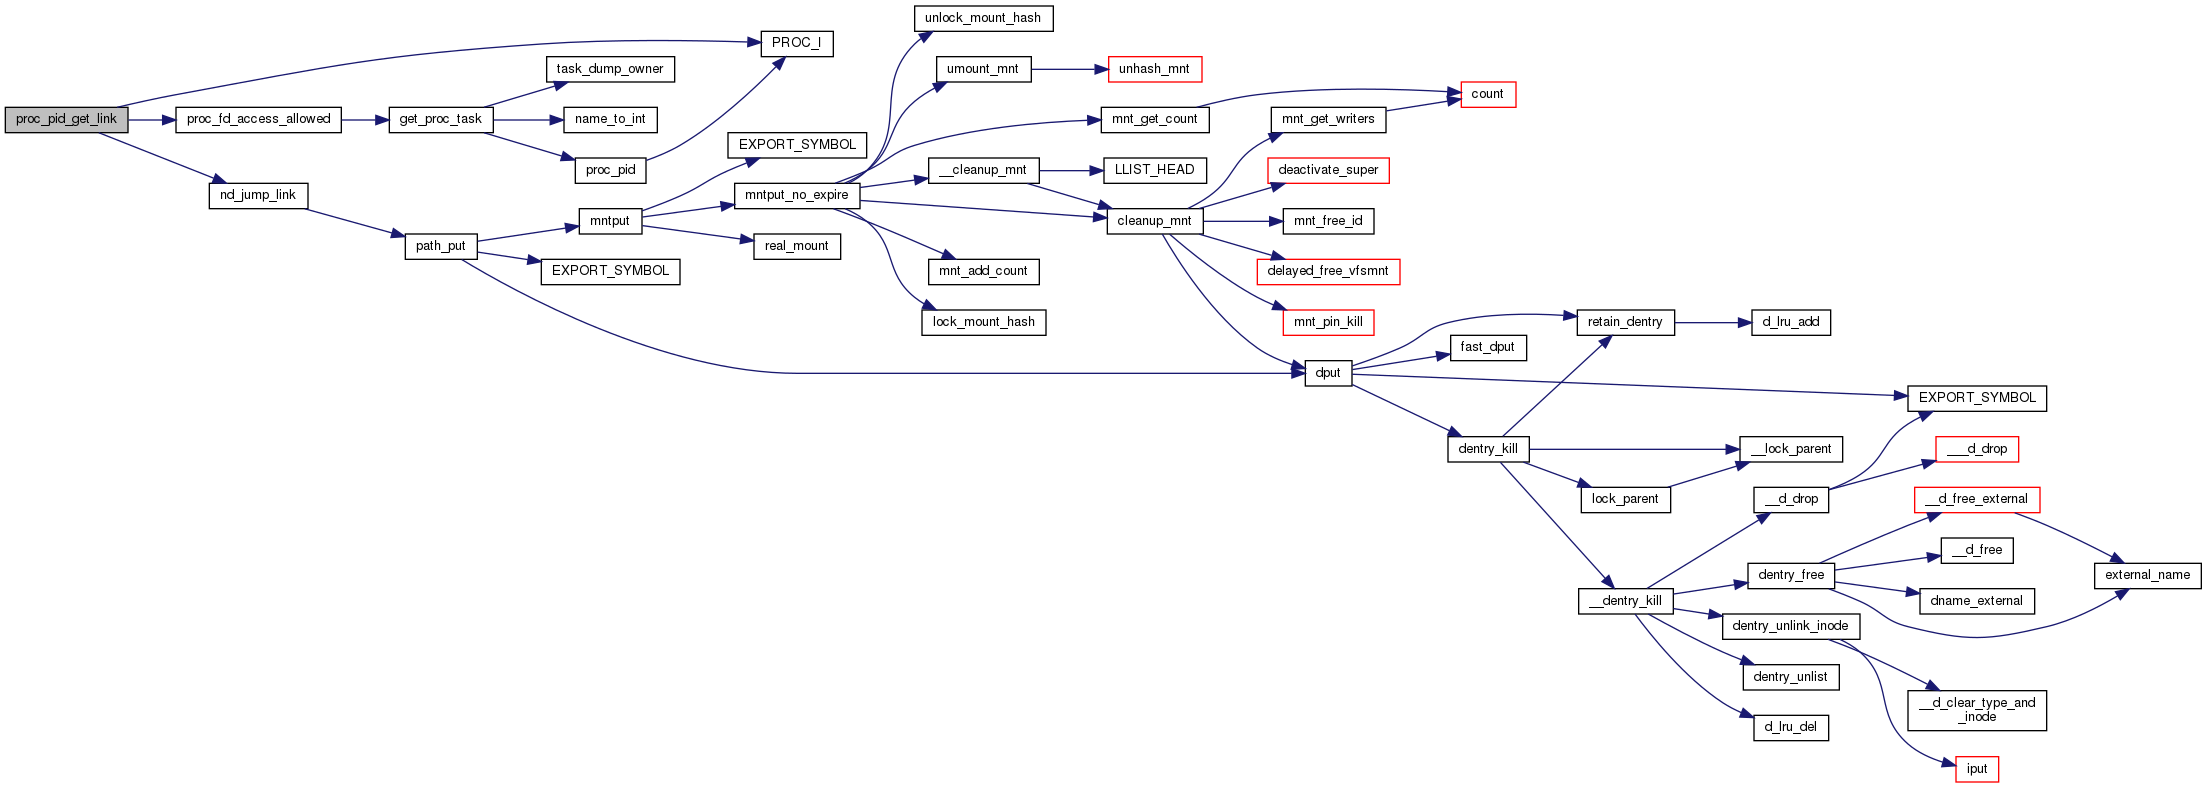 unlock_mount_hash
PROC_I
task_dump_owner
umount_mnt
unhash_mnt
count
proc_pid_get_link
proc_fd_access_allowed
get_proc_task
name_to_int
mnt_get_count
mnt_get_writers
EXPORT_SYMBOL
proc_pid
__cleanup_mnt
LLIST_HEAD
deactivate_super
nd_jump_link
mntput_no_expire
mntput
cleanup_mnt
mnt_free_id
path_put
real_mount
EXPORT_SYMBOL
mnt_add_count
delayed_free_vfsmnt
lock_mount_hash
mnt_pin_kill
retain_dentry
d_lru_add
fast_dput
dput
EXPORT_SYMBOL
dentry_kill
__lock_parent
___d_drop
lock_parent
__d_drop
__d_free_external
__d_free
dentry_free
external_name
__dentry_kill
dname_external
dentry_unlink_inode
dentry_unlist
__d_clear_type_and
_inode
d_lru_del
iput